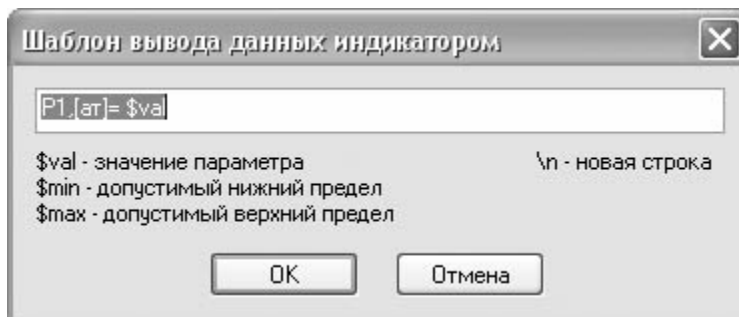 Шаблон вывода данных индикатором
P1,[ат]= $val
$val - значение параметра
\n - новая строка
$min - допустимый нижний предел
$max - допустимый верхний предел
OK
Отмена